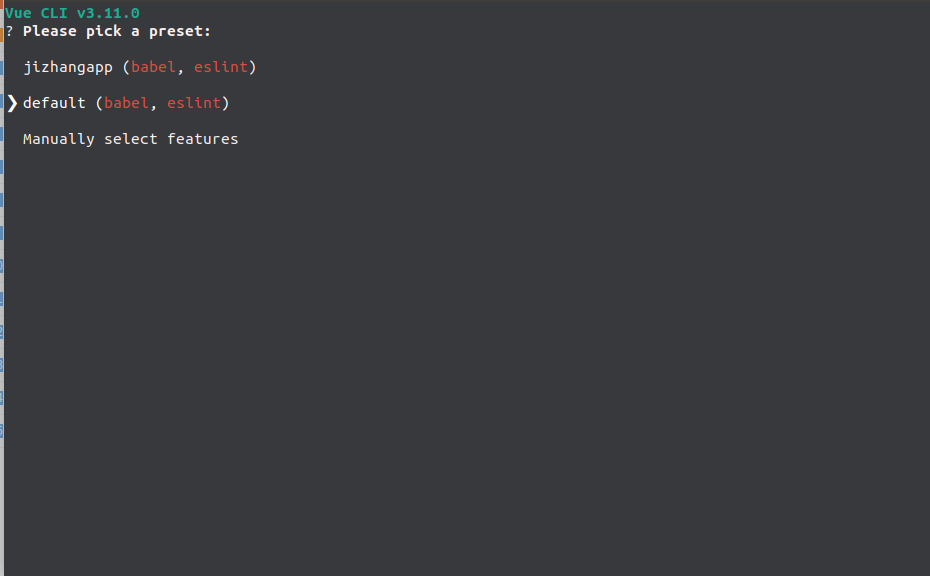 Vue CLI v3.11.0
? Please pick a preset:
jizhangapp (babel, eslint)
❯ default (babel, eslint)
Manually select features